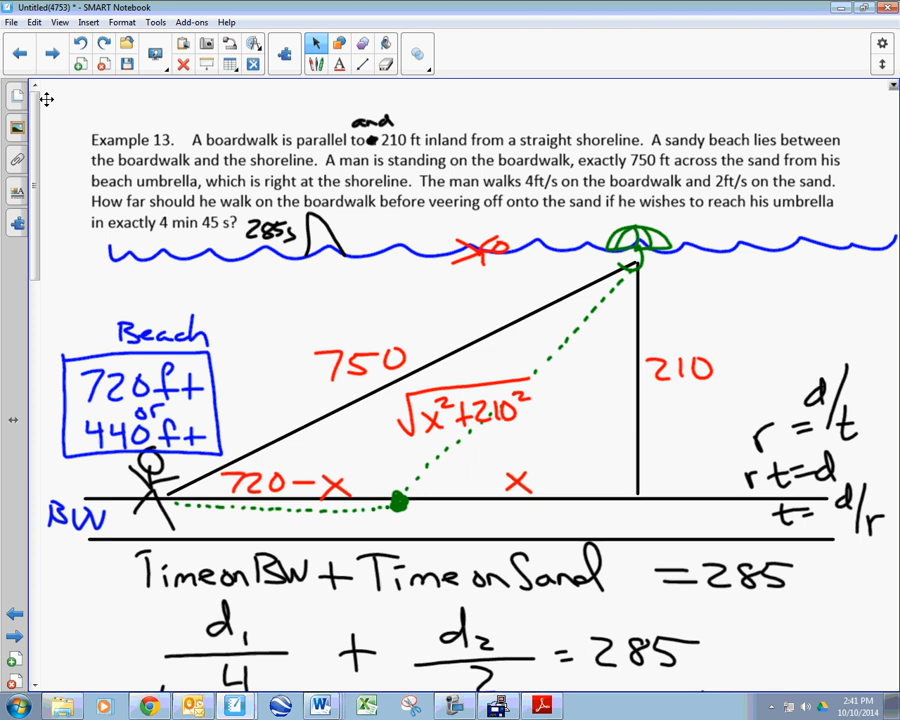 Untitled(4753) * - SMART Notebook
File Edit View Insert Format Tools Add-ons Help
and
Example 13. A boardwalk is parallel to 210 ft inland from a straight shoreline. A sandy beach lies between
the boardwalk and the shoreline. A man is standing on the boardwalk, exactly 750 ft across the sand from his
beach umbrella, which is right at the shoreline. The man walks 4ft/s on the boardwalk and 2ft/s on the sand.
How far should he walk on the boardwalk before veering off onto the sand if he wishes to reach his umbrella
in exactly 4 min 45 s? 285s
Beach
720ft
or
440ft
750
210
√x²+210²
720-x
x
BW
r = d/t
rt=d
t= d/r
Time on BW + Time on Sand = 285
d₁/4 + d₂/2 = 285
2:41 PM
10/10/2014